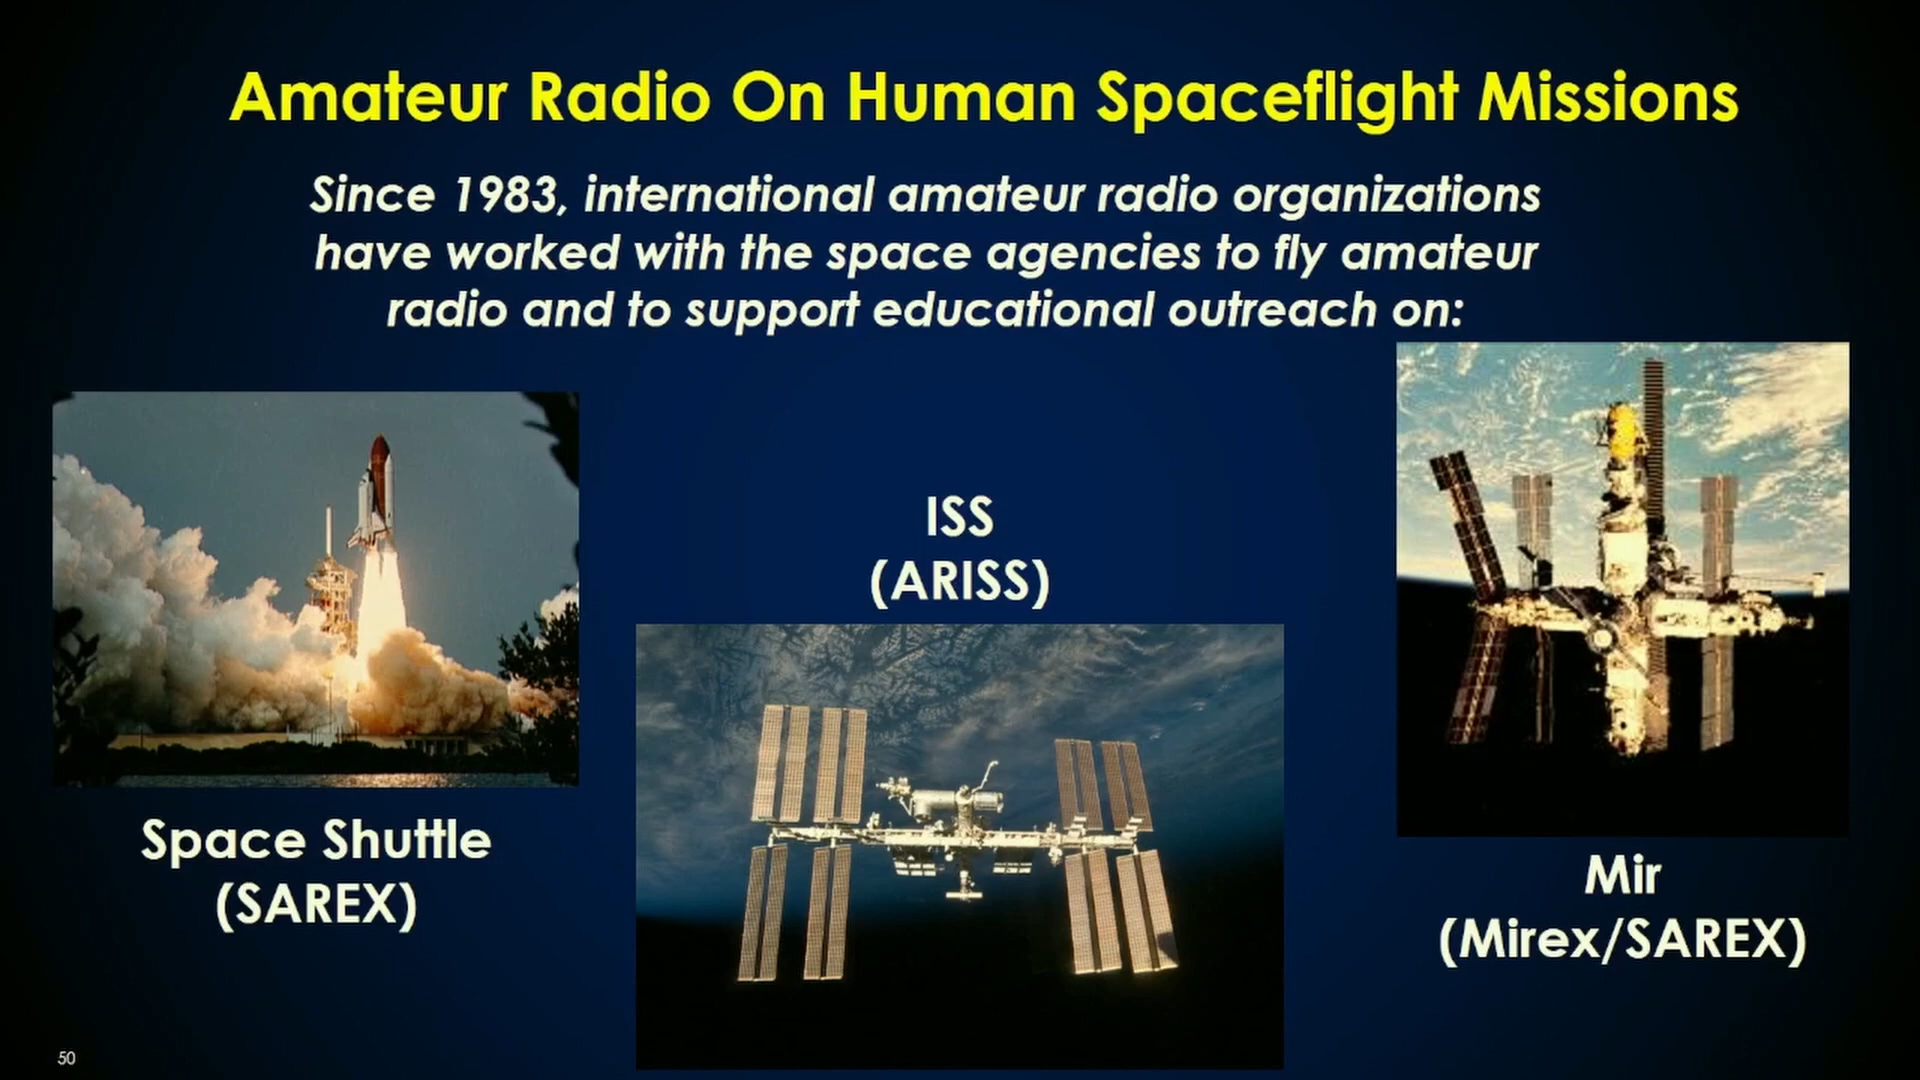 Amateur Radio On Human Spaceflight Missions
Since 1983, international amateur radio organizations
have worked with the space agencies to fly amateur
radio and to support educational outreach on:
Space Shuttle
(SAREX)
ISS
(ARISS)
Mir
(Mirex/SAREX)
50